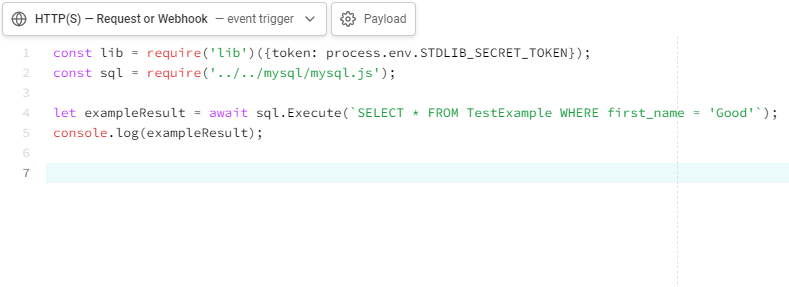 HTTP(S) — Request or Webhook — event trigger
Payload
1 const lib = require('lib')({token: process.env.STDLIB_SECRET_TOKEN});
2 const sql = require('../../mysql/mysql.js');
3
4 let exampleResult = await sql.Execute(`SELECT * FROM TestExample WHERE first_name = 'Good'`);
5 console.log(exampleResult);
6
7